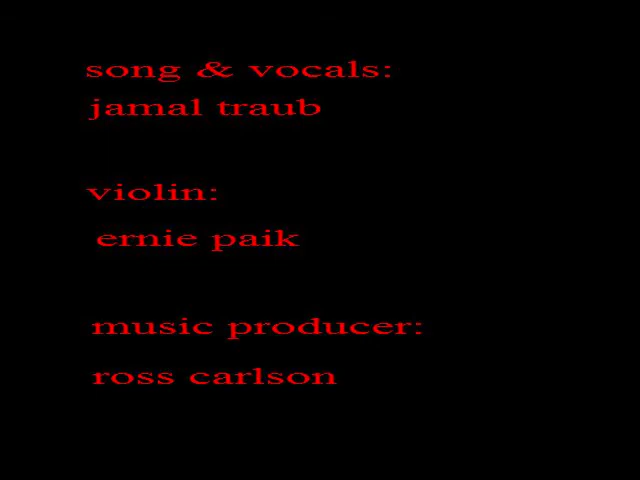 song & vocals:
jamal traub
violin:
ernie paik
music producer:
ross carlson